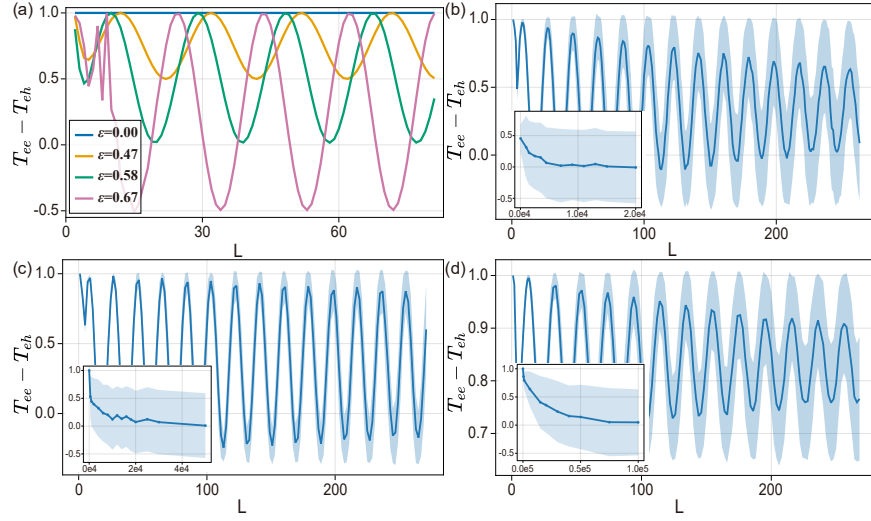 (a)
1.0
0.5
0.0
-0.5
T_ee − T_eh
ε=0.00
ε=0.47
ε=0.58
ε=0.67
0
30
60
L
(b)
1.0
0.5
0.0
T_ee − T_eh
0.5
0.0
-0.5
0.0e4
1.0e4
2.0e4
0
100
200
L
(c)
1.0
0.5
0.0
T_ee − T_eh
1.0
0.5
0.0
-0.5
0e4
2e4
4e4
0
100
200
L
(d)
1.0
0.9
0.8
0.7
T_ee − T_eh
1.0
0.5
0.0
-0.5
0.0e5
0.5e5
1.0e5
0
100
200
L